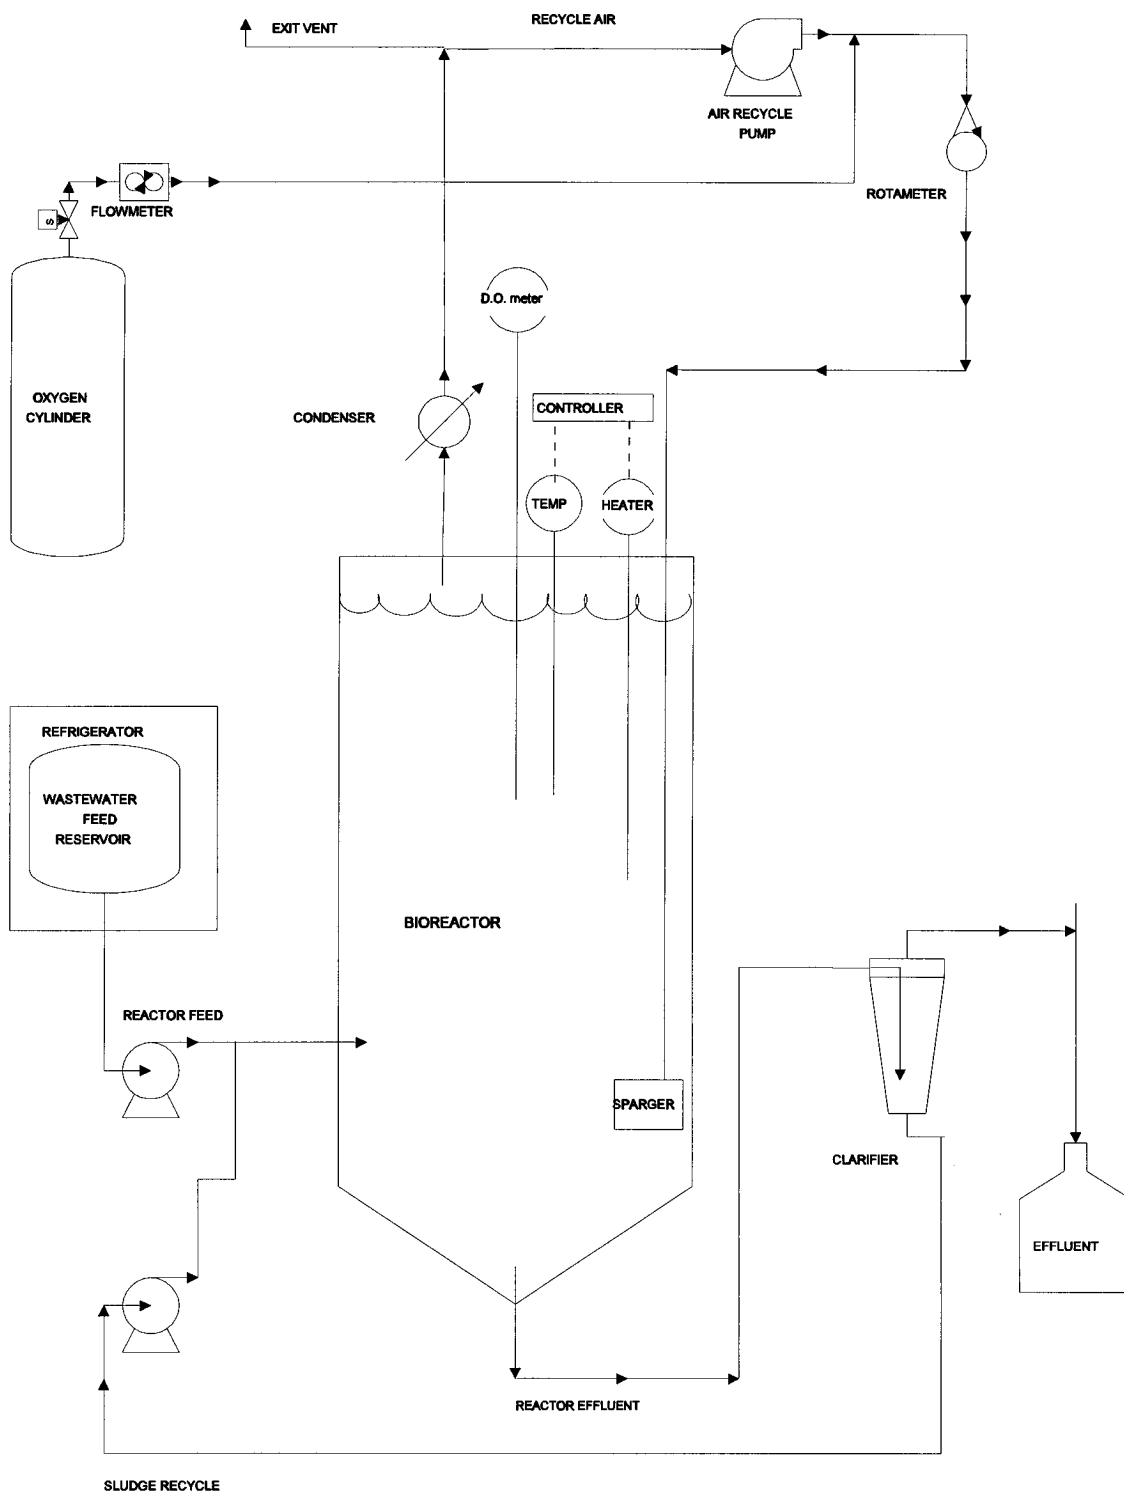 RECYCLE AIR
EXIT VENT
AIR RECYCLE
PUMP
ROTAMETER
FLOWMETER
S
D.O. meter
OXYGEN
CYLINDER
CONDENSER
CONTROLLER
TEMP
HEATER
REFRIGERATOR
WASTEWATER
FEED
RESERVOIR
BIOREACTOR
REACTOR FEED
SPARGER
CLARIFIER
EFFLUENT
REACTOR EFFLUENT
SLUDGE RECYCLE